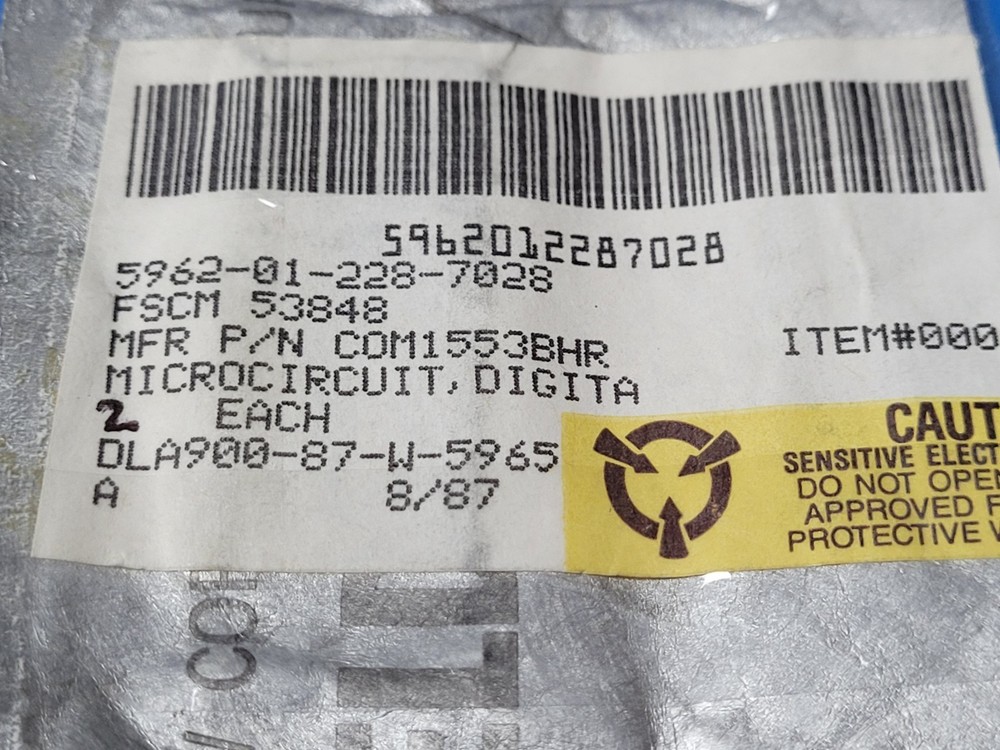 5962012287028
5962-01-228-7028
FSCM 53848
MFR P/N COM1553BHR
ITEM#000
MICROCIRCUIT, DIGITA
2 EACH
DLA900-87-W-5965
A 8/87
CAUT
SENSITIVE ELECT
DO NOT OPE
APPROVED F
PROTECTIVE